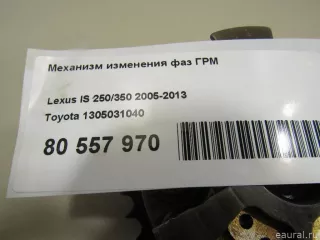 Механизм изменения фаз ГРМ
Lexus IS 250/350 2005-2013
Toyota 1305031040
80 557 970
eaural.ru